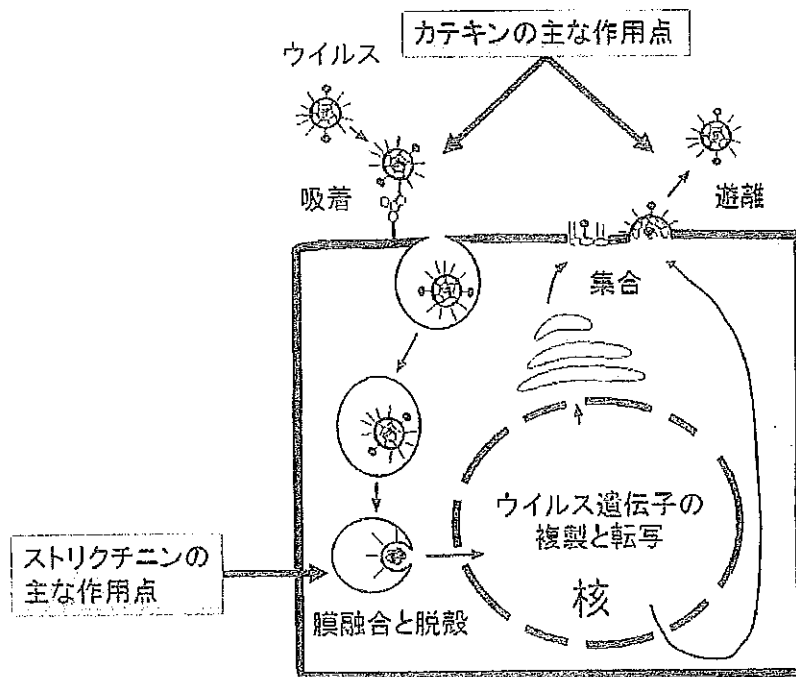 カテキンの主な作用点
ウイルス
吸着
遊離
集合
ウイルス遺伝子の
複製と転写
核
ストリクチニンの
主な作用点
膜融合と脱殻